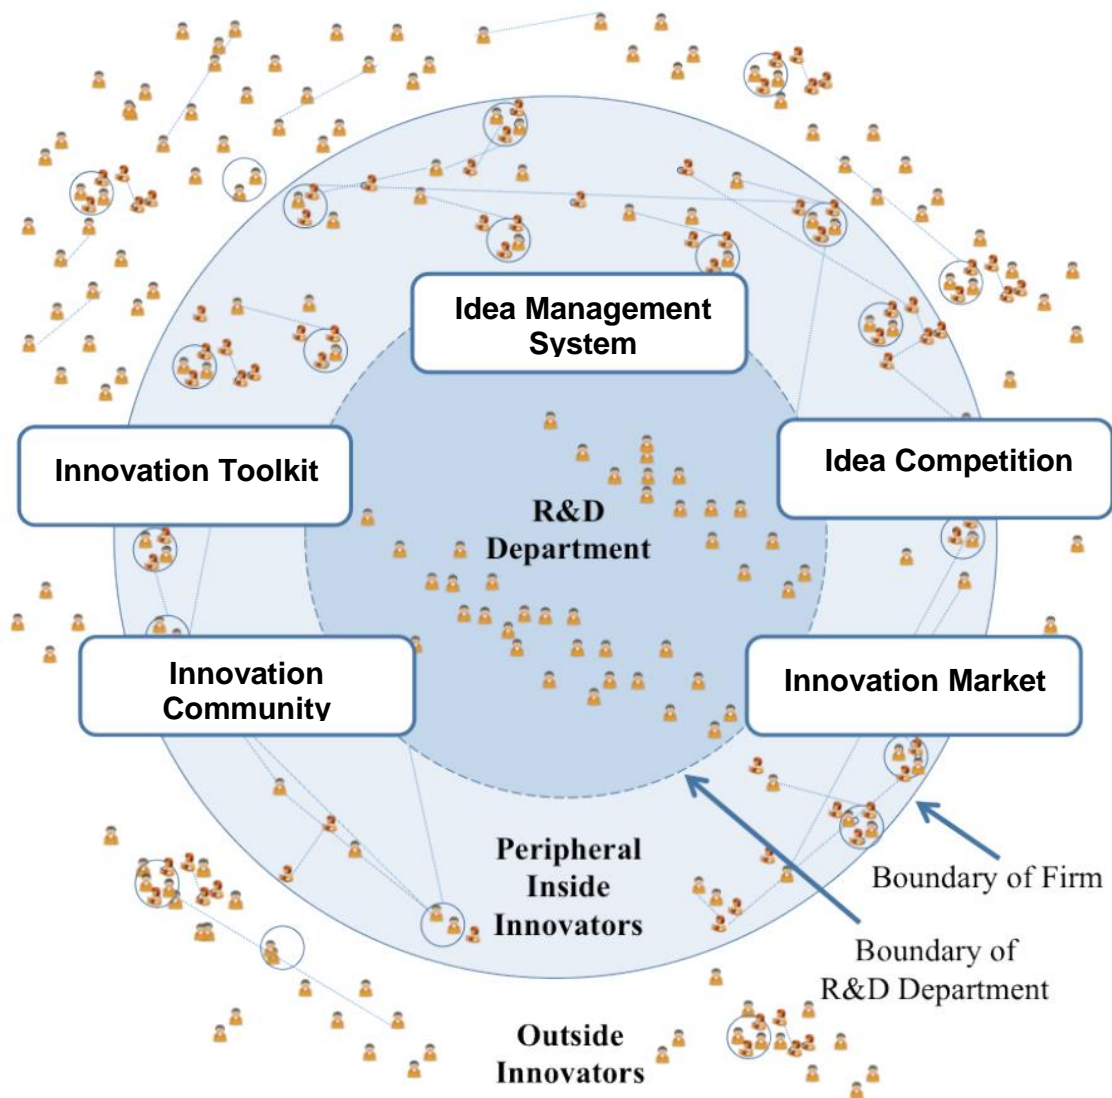 Idea Management
System
Innovation Toolkit
Idea Competition
R&D
Department
Innovation
Community
Innovation Market
Peripheral
Inside
Innovators
Boundary of Firm
Boundary of
R&D Department
Outside
Innovators